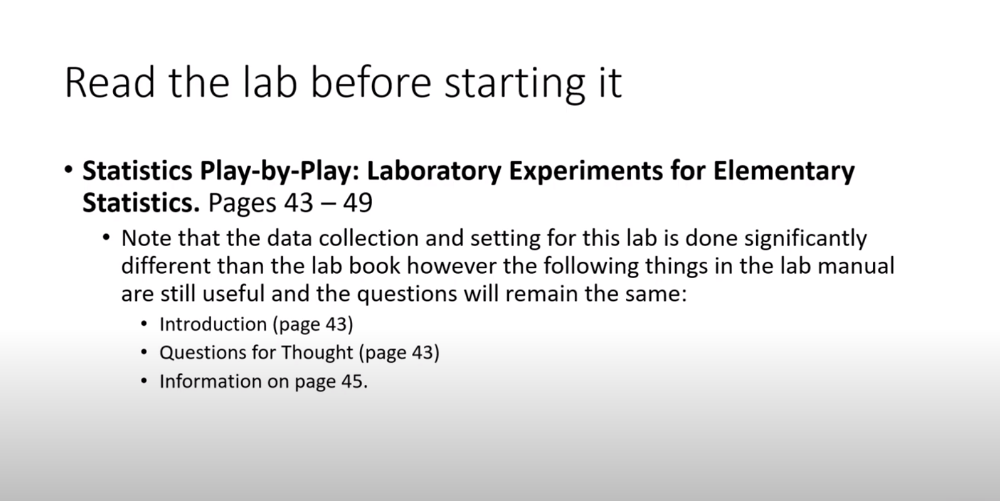 Read the lab before starting it
• Statistics Play-by-Play: Laboratory Experiments for Elementary
Statistics. Pages 43 – 49
• Note that the data collection and setting for this lab is done significantly
different than the lab book however the following things in the lab manual
are still useful and the questions will remain the same:
• Introduction (page 43)
• Questions for Thought (page 43)
• Information on page 45.